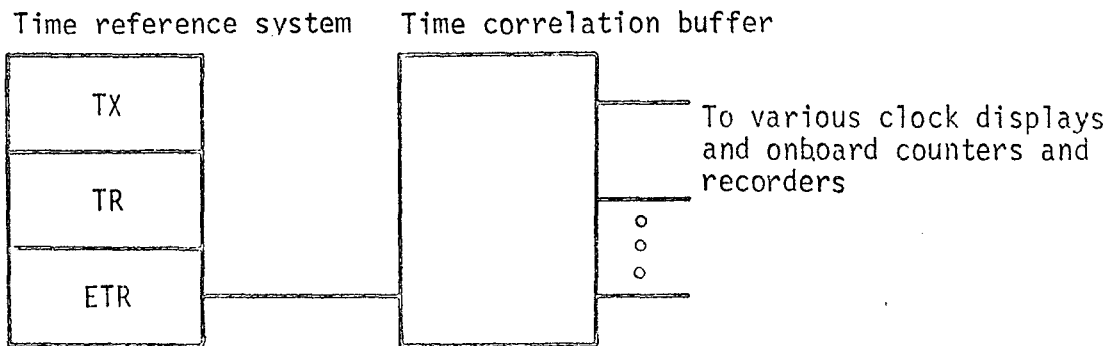 Time reference system
Time correlation buffer
TX
TR
ETR
To various clock displays
and onboard counters and
recorders